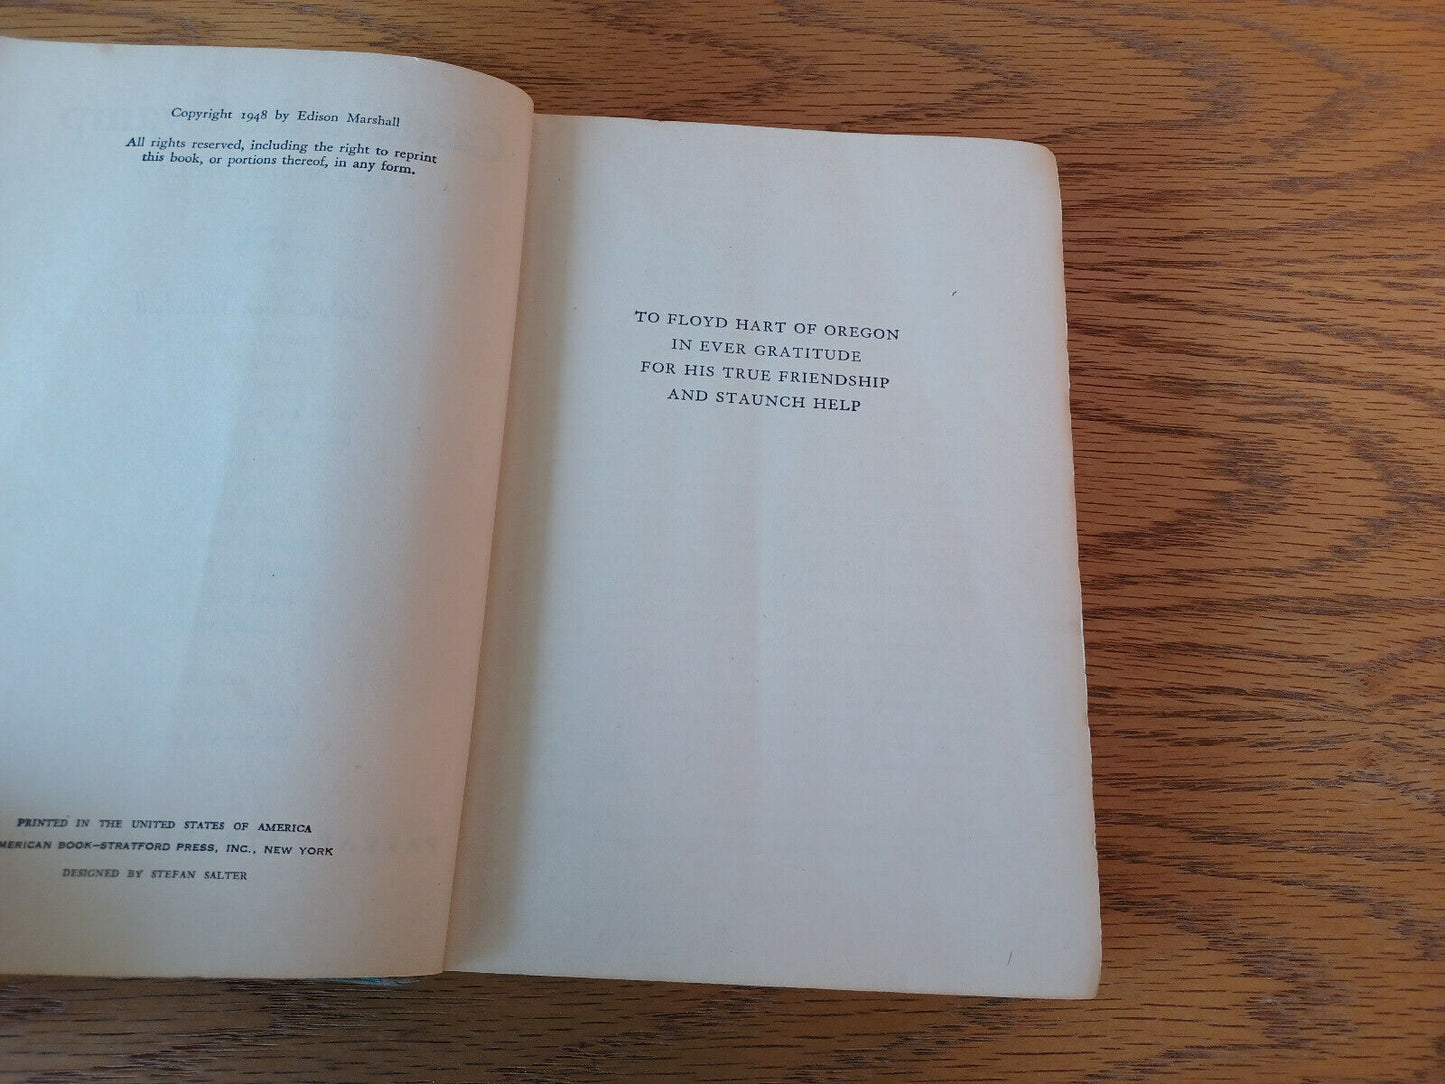 Copyright 1948 by Edison Marshall
All rights reserved, including the right to reprint
this book, or portions thereof, in any form.
PRINTED IN THE UNITED STATES OF AMERICA
MERICAN BOOK—STRATFORD PRESS, INC., NEW YORK
DESIGNED BY STEFAN SALTER
TO FLOYD HART OF OREGON
IN EVER GRATITUDE
FOR HIS TRUE FRIENDSHIP
AND STAUNCH HELP